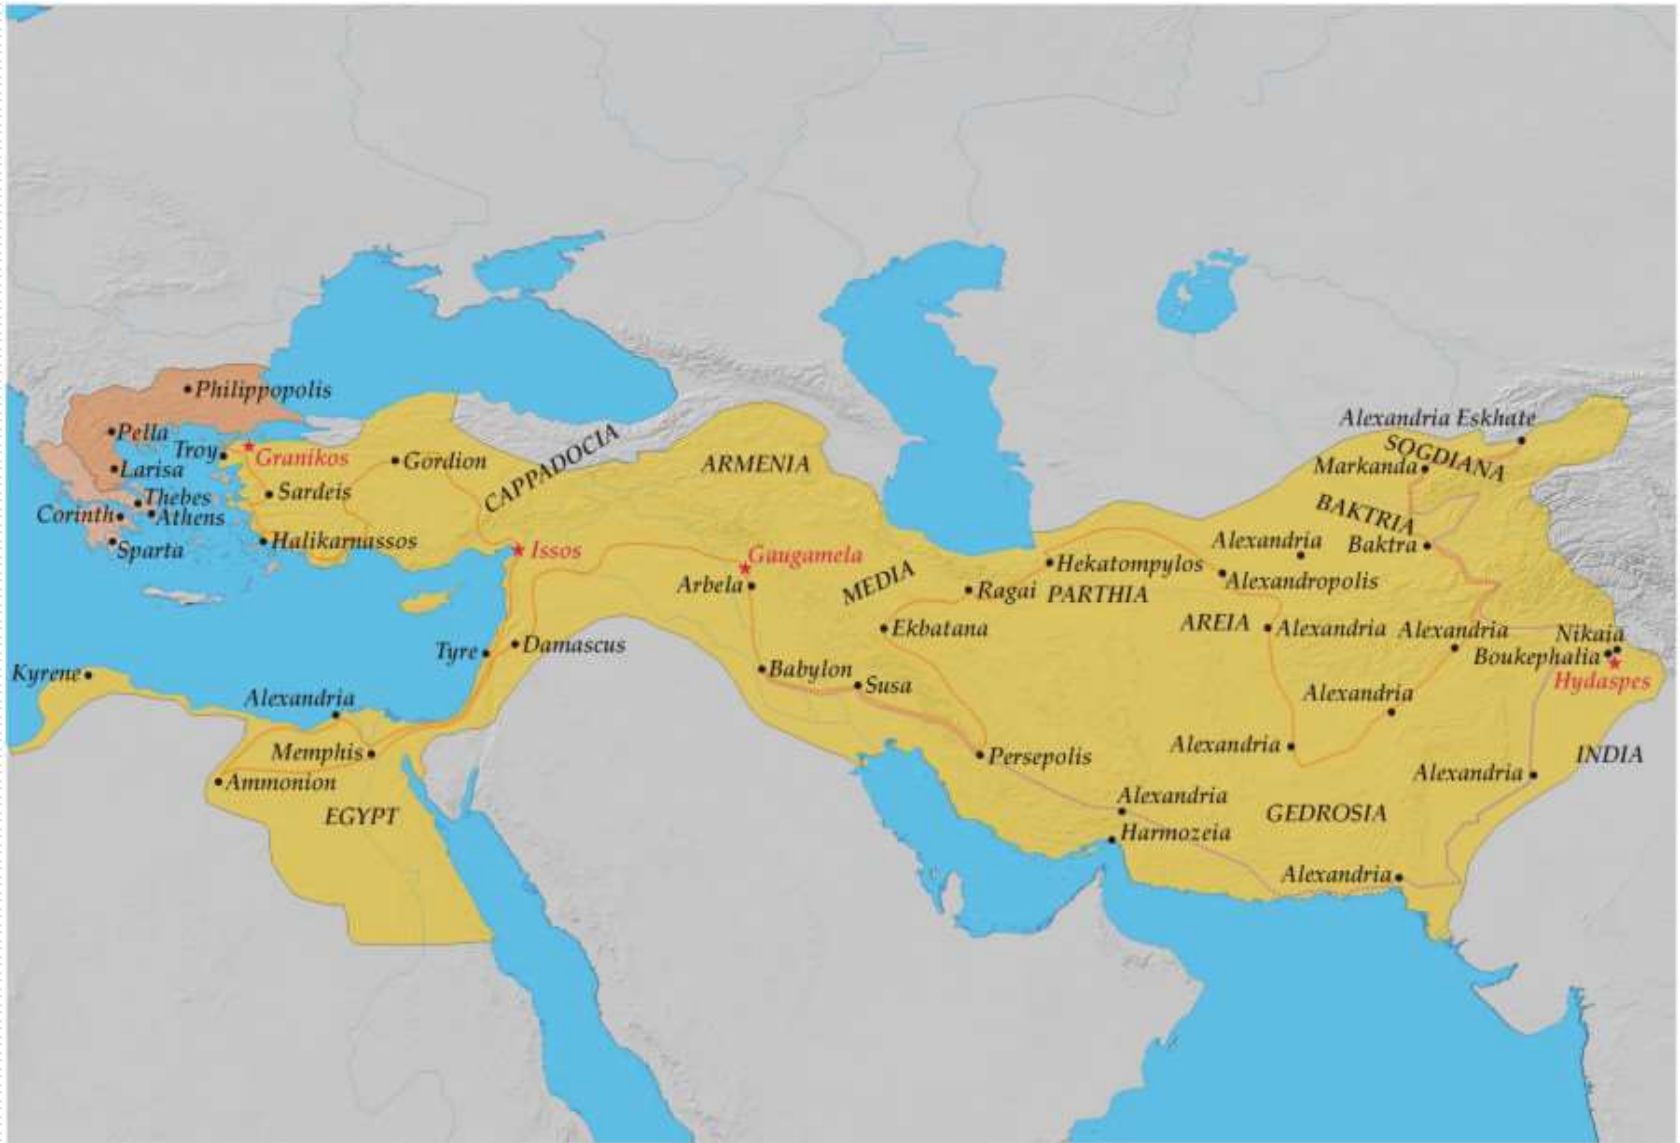 Philippopolis
Pella
Troy
Granikos
Larisa
Gordion
Sardeis
Thebes
Corinth
Athens
Sparta
Halikarnassos
CAPPADOCIA
ARMENIA
Issos
Gaugamela
Arbela
MEDIA
Hekatompylos
Ragai
PARTHIA
Ekbatana
Alexandria Eskhate
SOGDIANA
Markanda
BAKTRIA
Alexandria
Baktra
Alexandropolis
AREIA
Alexandria
Alexandria
Nikaia
Boukephalia
Hydaspes
Tyre
Damascus
Kyrene
Babylon
Susa
Alexandria
Alexandria
Memphis
Persepolis
Alexandria
INDIA
Ammonion
Alexandria
EGYPT
Alexandria
GEDROSIA
Harmozeia
Alexandria